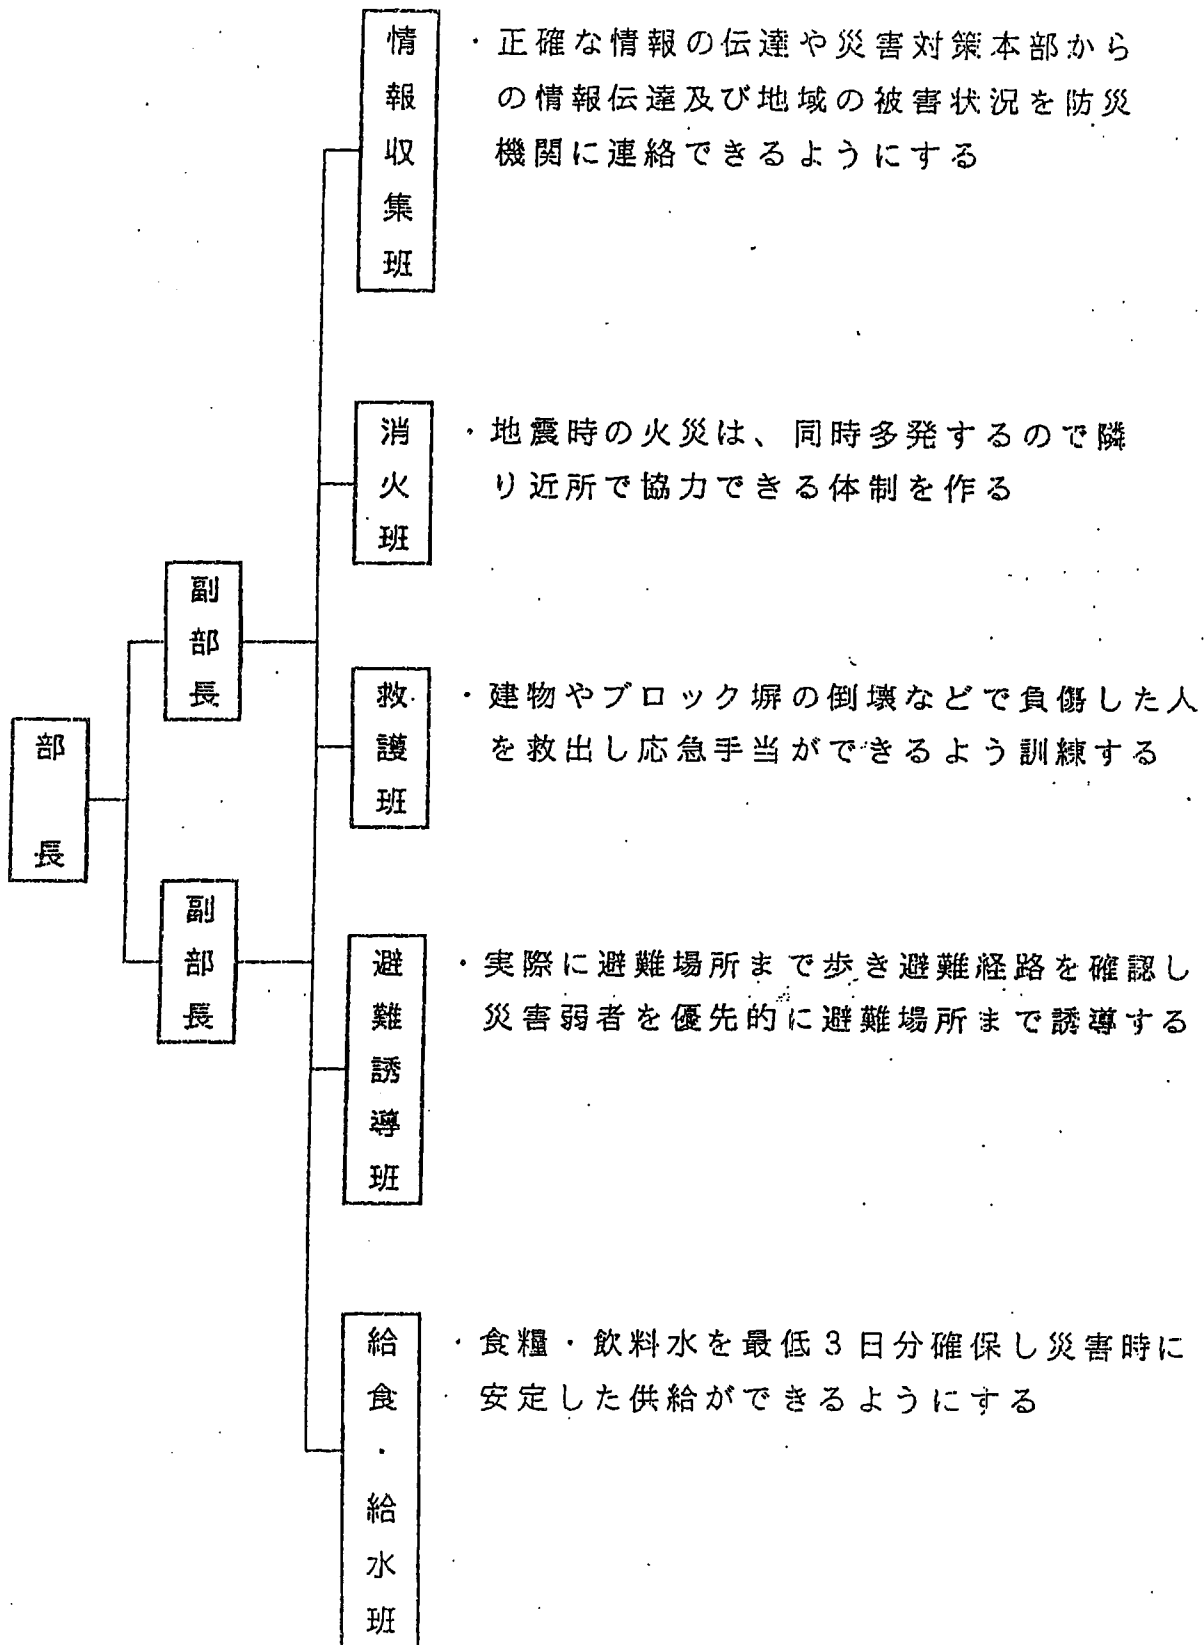 部長
副部長
副部長
情報収集班
・正確な情報の伝達や災害対策本部から
の情報伝達及び地域の被害状況を防災
機関に連絡できるようにする
消火班
・地震時の火災は、同時多発するので隣
り近所で協力できる体制を作る
救護班
・建物やブロック塀の倒壊などで負傷した人
を救出し応急手当ができるよう訓練する
避難誘導班
・実際に避難場所まで歩き避難経路を確認し
災害弱者を優先的に避難場所まで誘導する
給食・給水班
・食糧・飲料水を最低3日分確保し災害時に
安定した供給ができるようにする